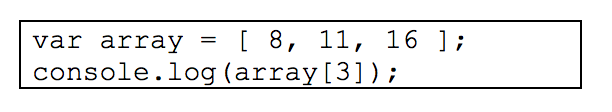 var array = [ 8, 11, 16 ];
console.log(array[3]);